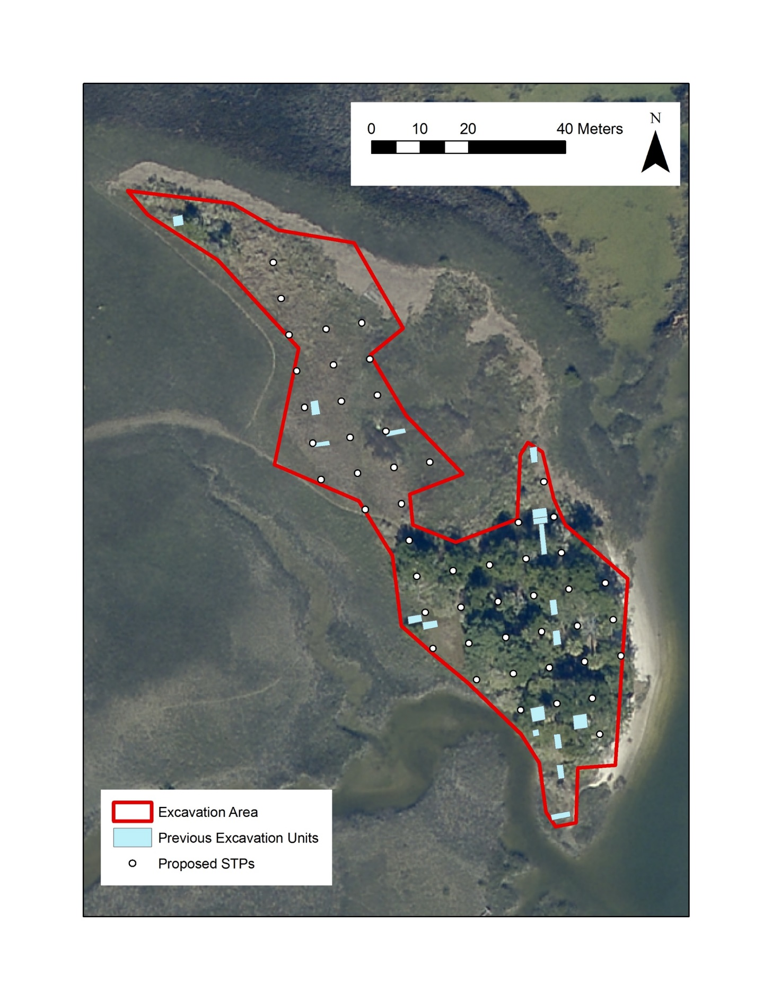 0 10 20 40 Meters
N
Excavation Area
Previous Excavation Units
Proposed STPs